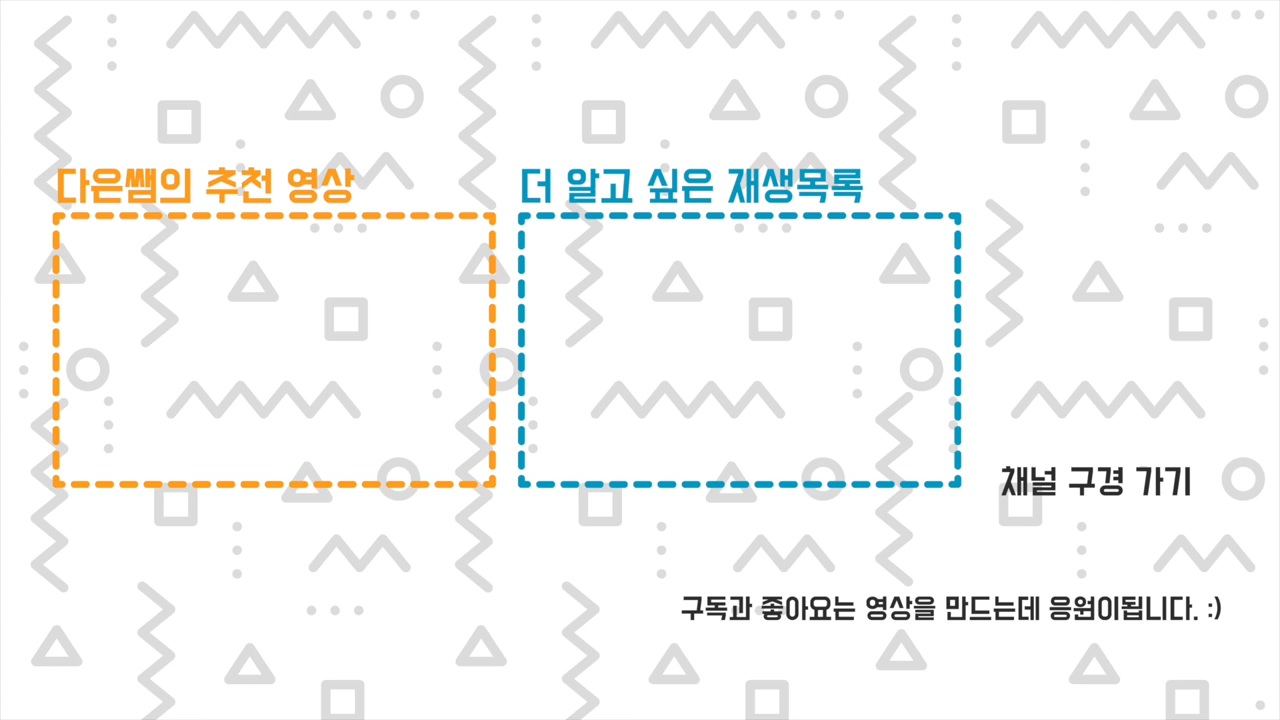 다은쌤의 추천 영상
더 알고 싶은 재생목록
채널 구경 가기
구독과 좋아요는 영상을 만드는데 응원이됩니다. :)